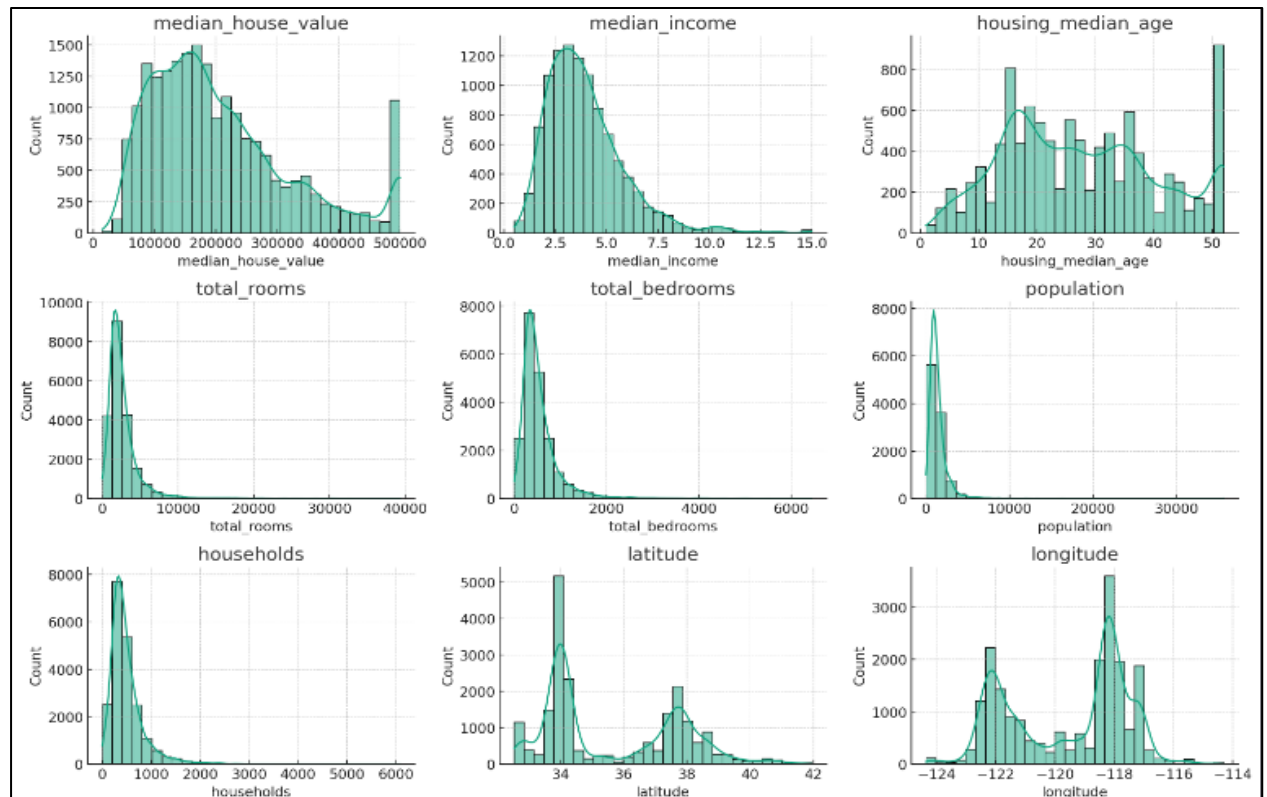 median_house_value
1500
1250
1000
750
500
250
0
Count
0 100000 200000 300000 400000 500000
median_house_value
median_income
1200
1000
800
600
400
200
0
Count
0.0 2.5 5.0 7.5 10.0 12.5 15.0
median_income
housing_median_age
800
600
400
200
0
Count
0 10 20 30 40 50
housing_median_age
total_rooms
10000
8000
6000
4000
2000
0
Count
0 10000 20000 30000 40000
total_rooms
total_bedrooms
8000
6000
4000
2000
0
Count
0 2000 4000 6000
total_bedrooms
population
8000
6000
4000
2000
0
Count
0 10000 20000 30000
population
households
8000
6000
4000
2000
0
Count
0 1000 2000 3000 4000 5000 6000
households
latitude
5000
4000
3000
2000
1000
0
Count
34 36 38 40 42
latitude
longitude
3000
2000
1000
0
Count
−124 −122 −120 −118 −116 −114
longitude